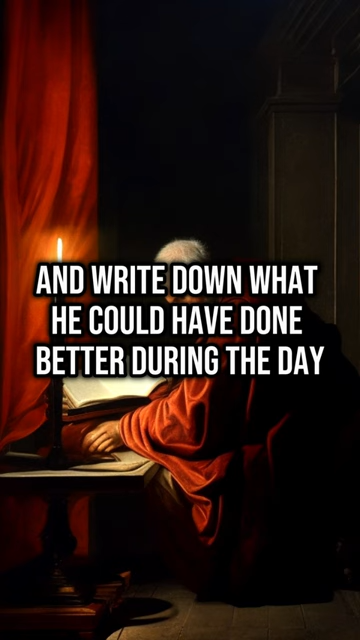 AND WRITE DOWN WHAT
HE COULD HAVE DONE
BETTER DURING THE DAY